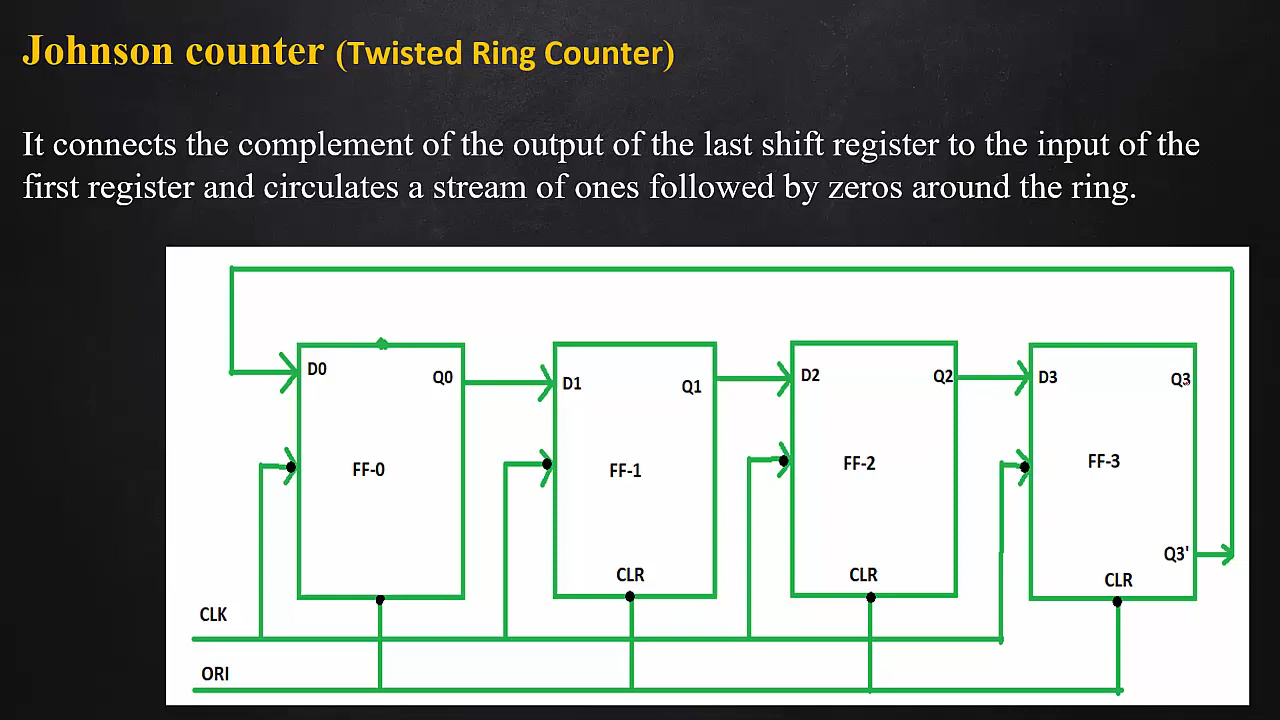 Johnson counter (Twisted Ring Counter)
It connects the complement of the output of the last shift register to the input of the
first register and circulates a stream of ones followed by zeros around the ring.
D0 Q0 D1 Q1 D2 Q2 D3 Q3
FF-0 FF-1 FF-2 FF-3
Q3'
CLR CLR CLR
CLK
ORI